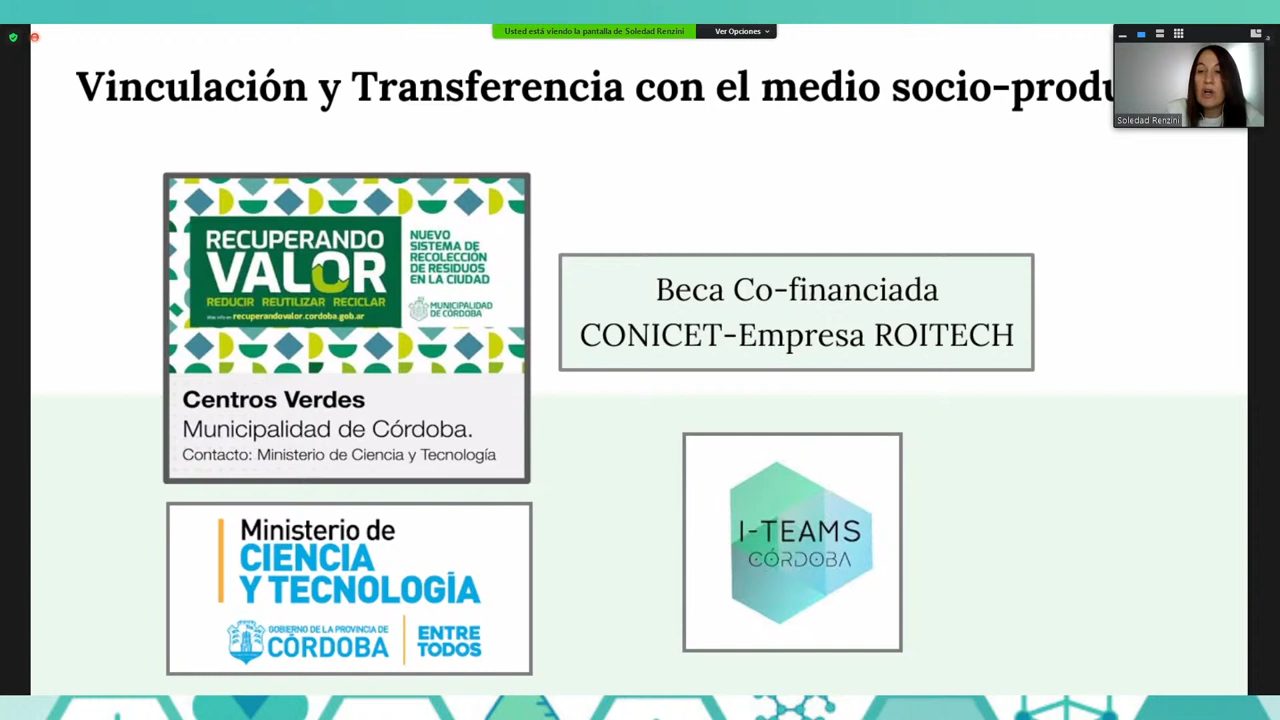 Usted está viendo la pantalla de Soledad Renzini
Ver Opciones
Vinculación y Transferencia con el medio socio-produ
Soledad Renzini
RECUPERANDO
VALOR
REDUCIR REUTILIZAR RECICLAR
recuperandovalor.cordoba.gob.ar
NUEVO
SISTEMA DE
RECOLECCIÓN
DE RESIDUOS
EN LA CIUDAD
MUNICIPALIDAD
DE CÓRDOBA
Centros Verdes
Municipalidad de Córdoba.
Contacto: Ministerio de Ciencia y Tecnología
Beca Co-financiada
CONICET-Empresa ROITECH
Ministerio de
CIENCIA
Y TECNOLOGÍA
GOBIERNO DE LA PROVINCIA DE
CÓRDOBA
ENTRE
TODOS
I-TEAMS
CÓRDOBA